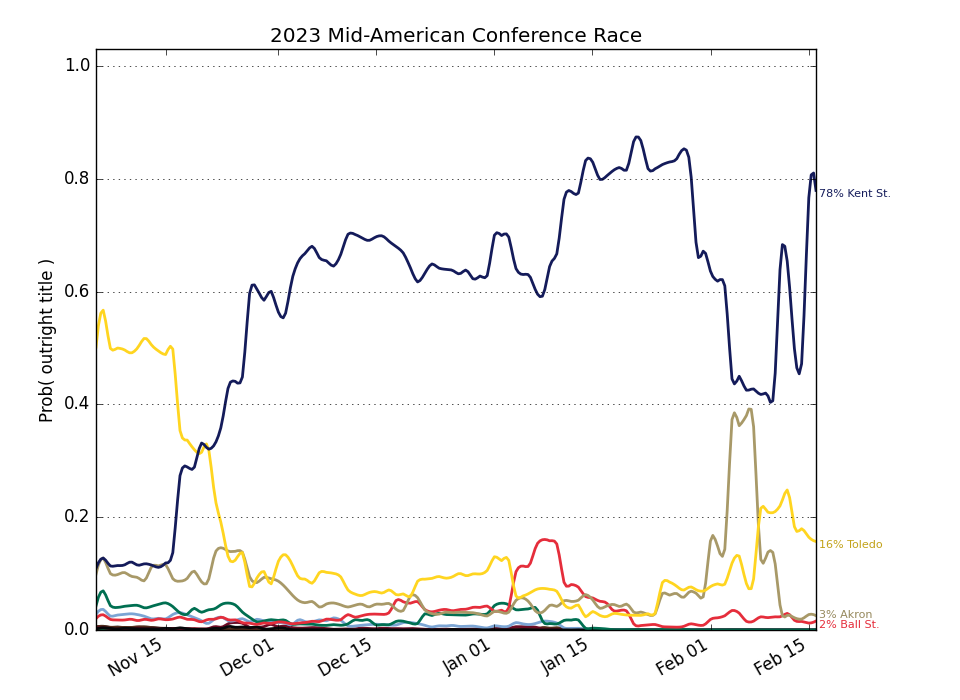 2023 Mid-American Conference Race
Prob( outright title )
1.0
0.8
0.6
0.4
0.2
0.0
78% Kent St.
16% Toledo
3% Akron
2% Ball St.
Nov 15
Dec 01
Dec 15
Jan 01
Jan 15
Feb 01
Feb 15